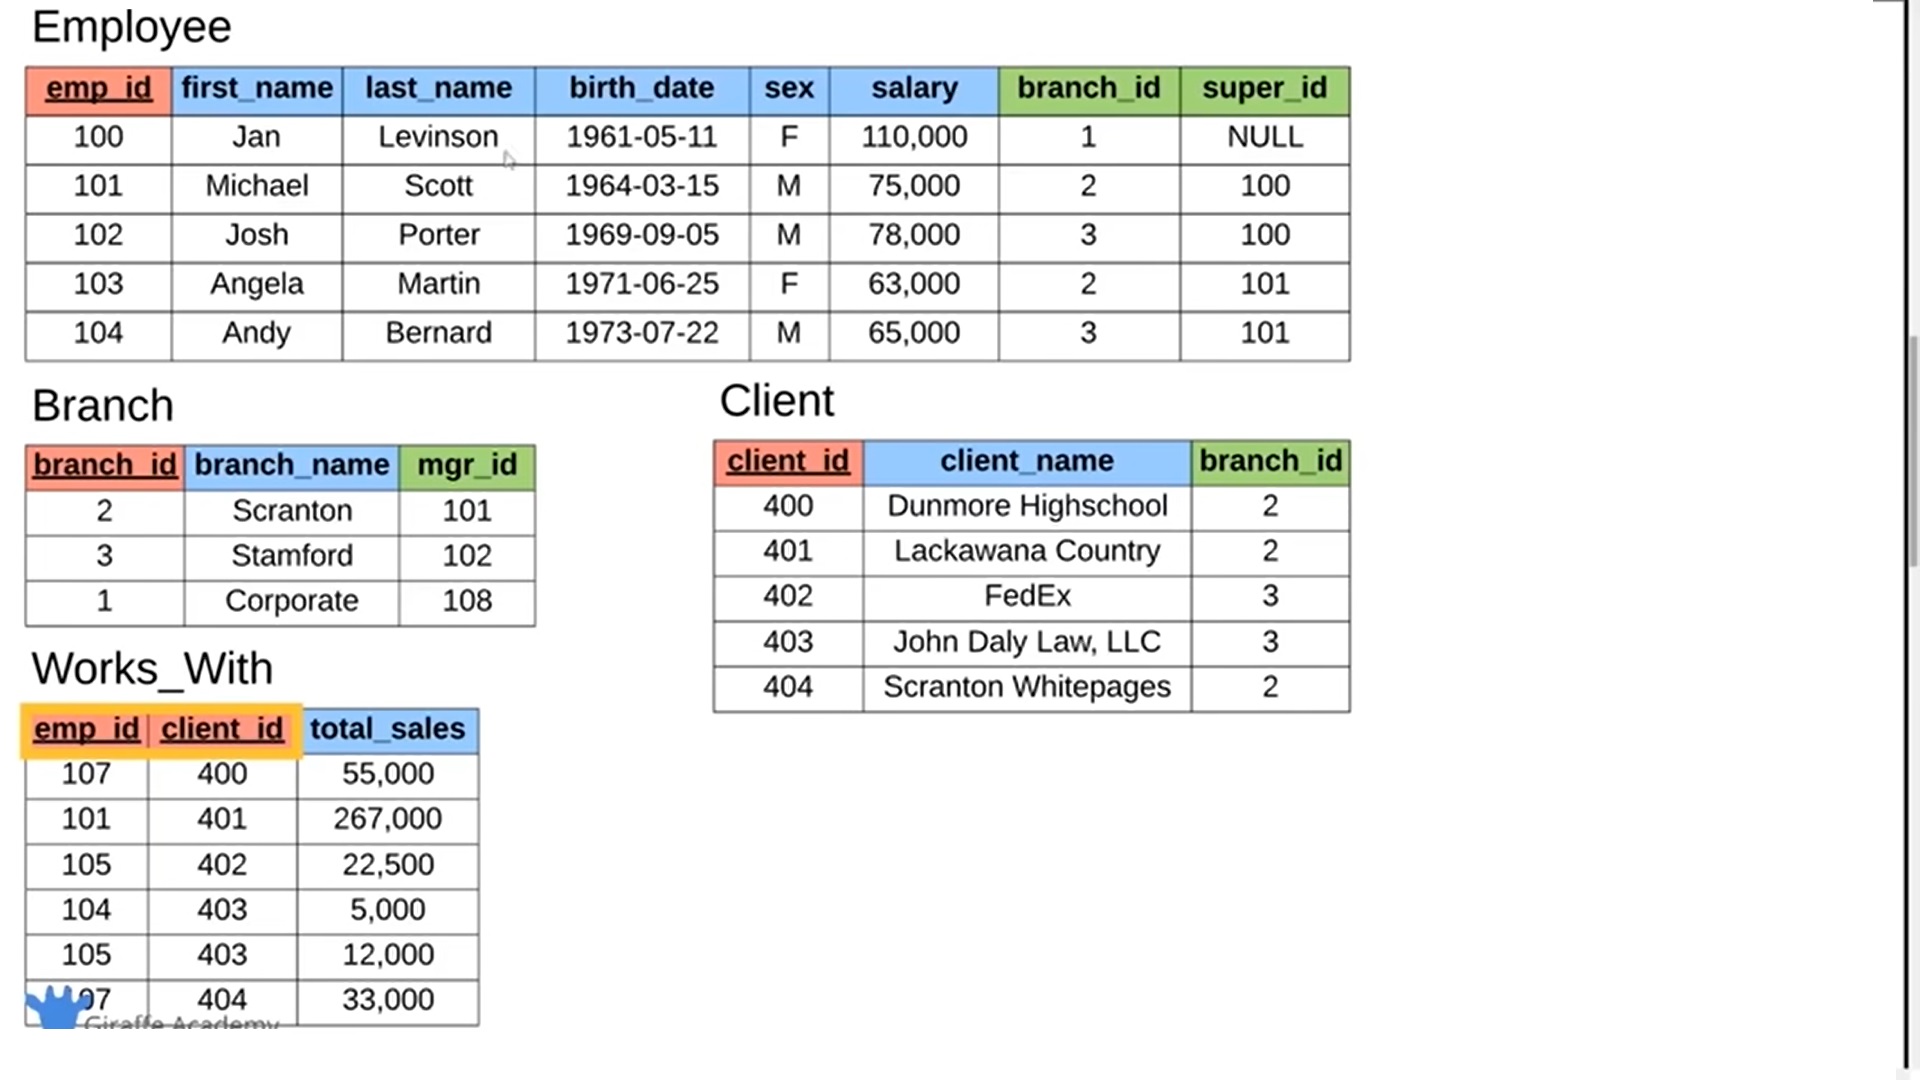 Employee
emp_id first_name last_name birth_date sex salary branch_id super_id
100 Jan Levinson 1961-05-11 F 110,000 1 NULL
101 Michael Scott 1964-03-15 M 75,000 2 100
102 Josh Porter 1969-09-05 M 78,000 3 100
103 Angela Martin 1971-06-25 F 63,000 2 101
104 Andy Bernard 1973-07-22 M 65,000 3 101
Branch
branch_id branch_name mgr_id
2 Scranton 101
3 Stamford 102
1 Corporate 108
Client
client_id client_name branch_id
400 Dunmore Highschool 2
401 Lackawana Country 2
402 FedEx 3
403 John Daly Law, LLC 3
404 Scranton Whitepages 2
Works_With
emp_id client_id total_sales
107 400 55,000
101 401 267,000
105 402 22,500
104 403 5,000
105 403 12,000
404 33,000
Giraffe Academy